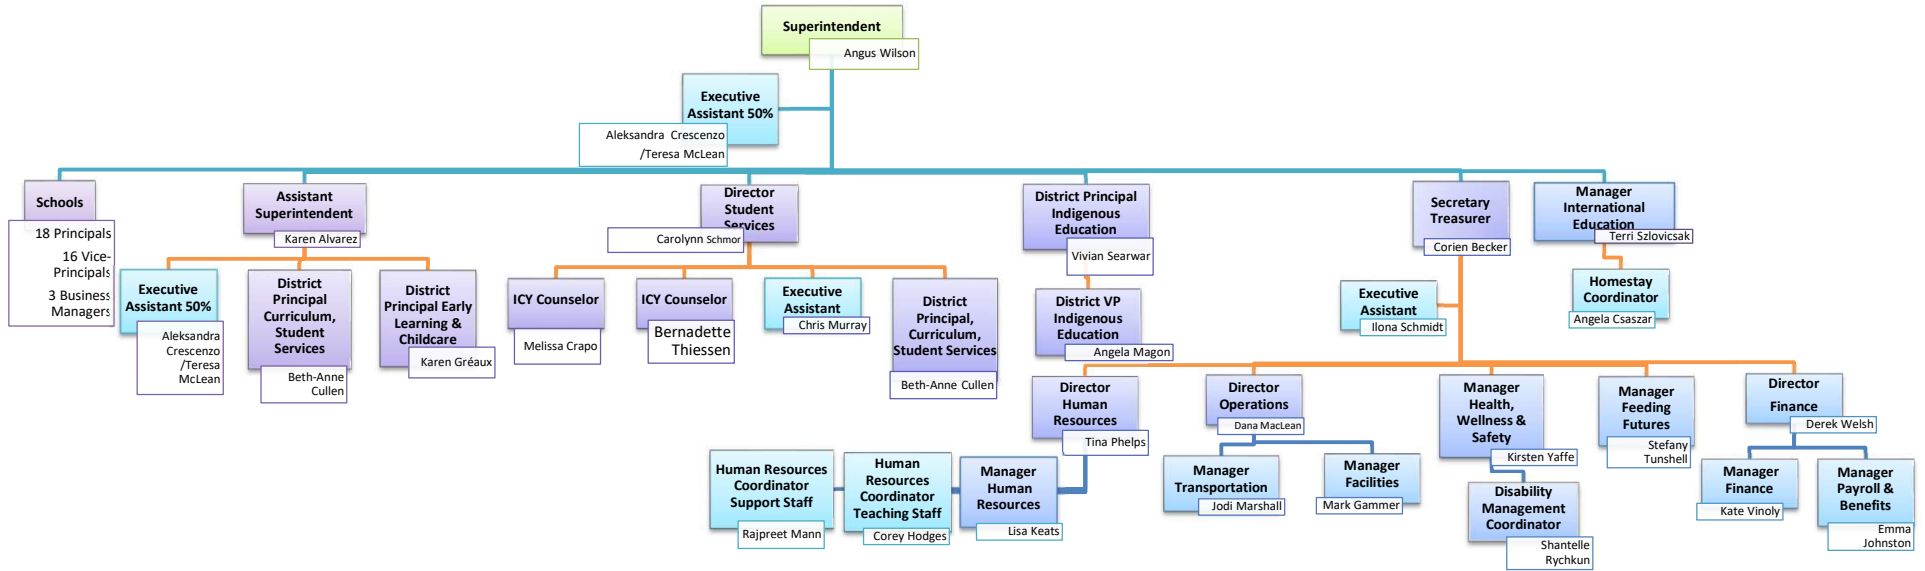 Superintendent
Angus Wilson
Executive
Assistant 50%
Aleksandra Crescenzo
/Teresa McLean
Schools
18 Principals
16 Vice-
Principals
3 Business
Managers
Assistant
Superintendent
Karen Alvarez
Executive
Assistant 50%
Aleksandra
Crescenzo
/Teresa
McLean
District
Principal
Curriculum,
Student
Services
Beth-Anne
Cullen
District
Principal Early
Learning &
Childcare
Karen Gréaux
Director
Student
Services
Carolynn Schmor
ICY Counselor
Melissa Crapo
ICY Counselor
Bernadette
Thiessen
Executive
Assistant
Chris Murray
District
Principal,
Curriculum,
Student Services
Beth-Anne Cullen
District Principal
Indigenous
Education
Vivian Searwar
District VP
Indigenous
Education
Angela Magon
Secretary
Treasurer
Corien Becker
Executive
Assistant
Ilona Schmidt
Manager
International
Education
Terri Szlovicsak
Homestay
Coordinator
Angela Csaszar
Director
Human
Resources
Tina Phelps
Human Resources
Coordinator
Support Staff
Rajpreet Mann
Human
Resources
Coordinator
Teaching Staff
Corey Hodges
Manager
Human
Resources
Lisa Keats
Director
Operations
Dana MacLean
Manager
Transportation
Jodi Marshall
Manager
Facilities
Mark Gammer
Manager
Health,
Wellness &
Safety
Kirsten Yaffe
Disability
Management
Coordinator
Shantelle
Rychkun
Manager
Feeding
Futures
Stefany
Tunshell
Director
Finance
Derek Welsh
Manager
Finance
Kate Vinoly
Manager
Payroll &
Benefits
Emma
Johnston